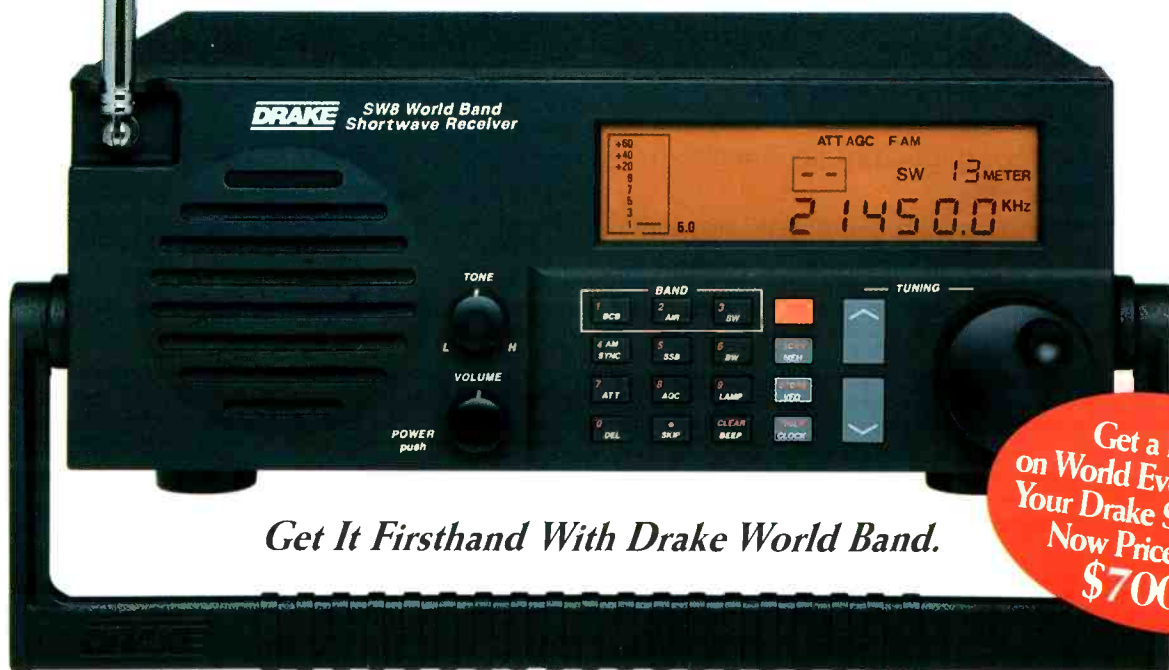 DRAKE SW8 World Band
Shortwave Receiver
+60
+40
+20
9
7
5
3
1
5.0
ATT AGC F AM
-- SW 13 METER
21450.0 KHz
TONE
L H
VOLUME
POWER
push
BAND
1 BCB
2 AIR
3 SW
4 AM SYNC
5 SSB
6 BW
MEM
7 ATT
8 AGC
9 LAMP
STORE VFO
0 DEL
• SKIP
CLEAR BEEP
CLOCK
TUNING
Get a
on World
Your Drake
Now
$700
Get It Firsthand With Drake World Band.